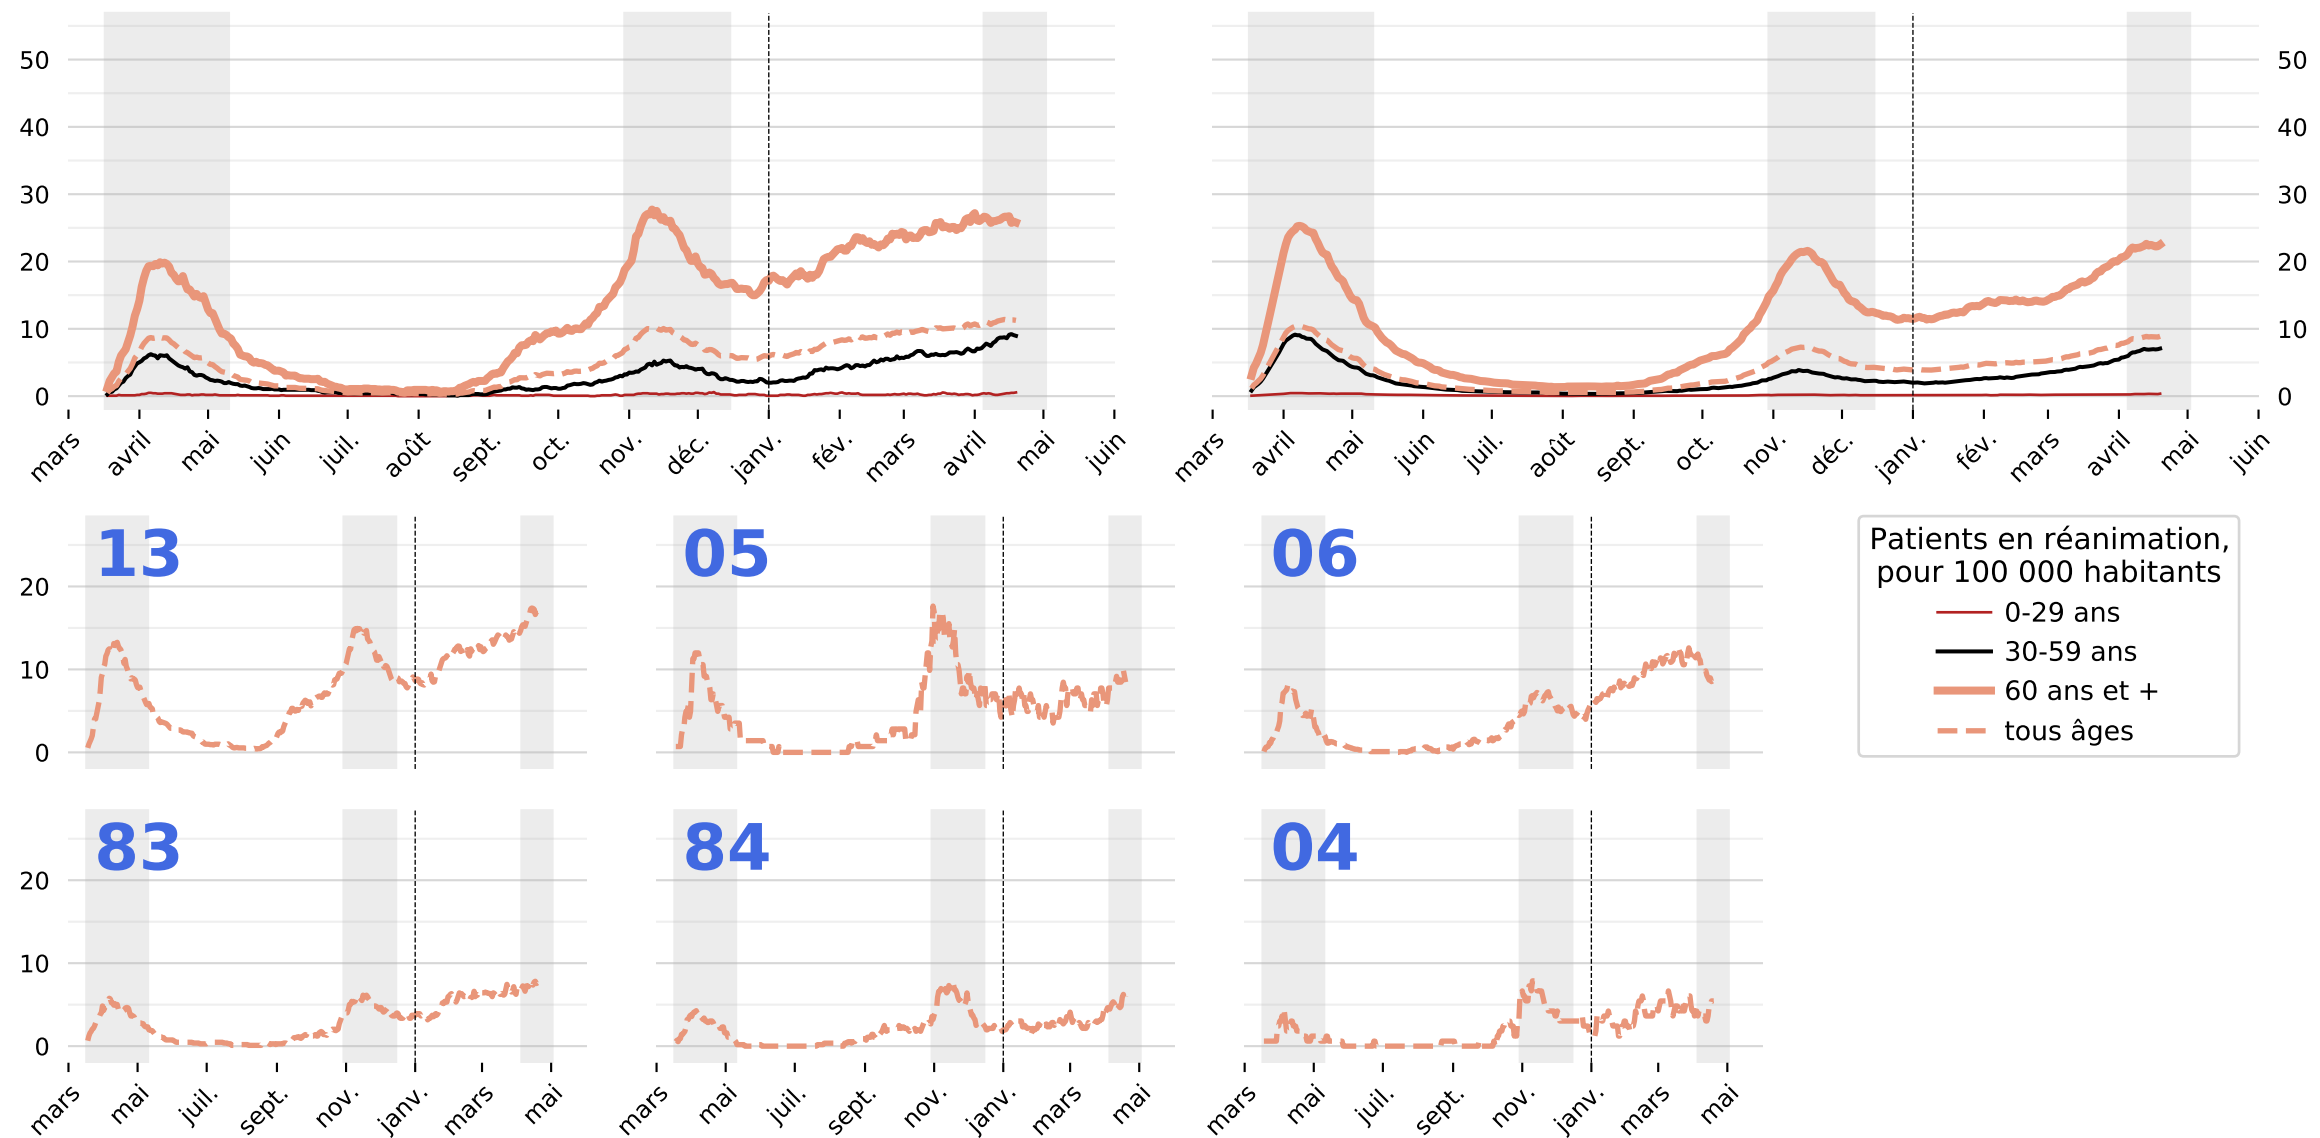 50
40
30
20
10
0
mars avril mai juin juil. août sept. oct. nov. déc. janv. fév. mars avril mai juin
50
40
30
20
10
0
mars avril mai juin juil. août sept. oct. nov. déc. janv. fév. mars avril mai juin
13
20
10
0
05
06
Patients en réanimation,
pour 100 000 habitants
0-29 ans
30-59 ans
60 ans et +
tous âges
83
20
10
0
mars mai juil. sept. nov. janv. mars mai
84
mars mai juil. sept. nov. janv. mars mai
04
mars mai juil. sept. nov. janv. mars mai